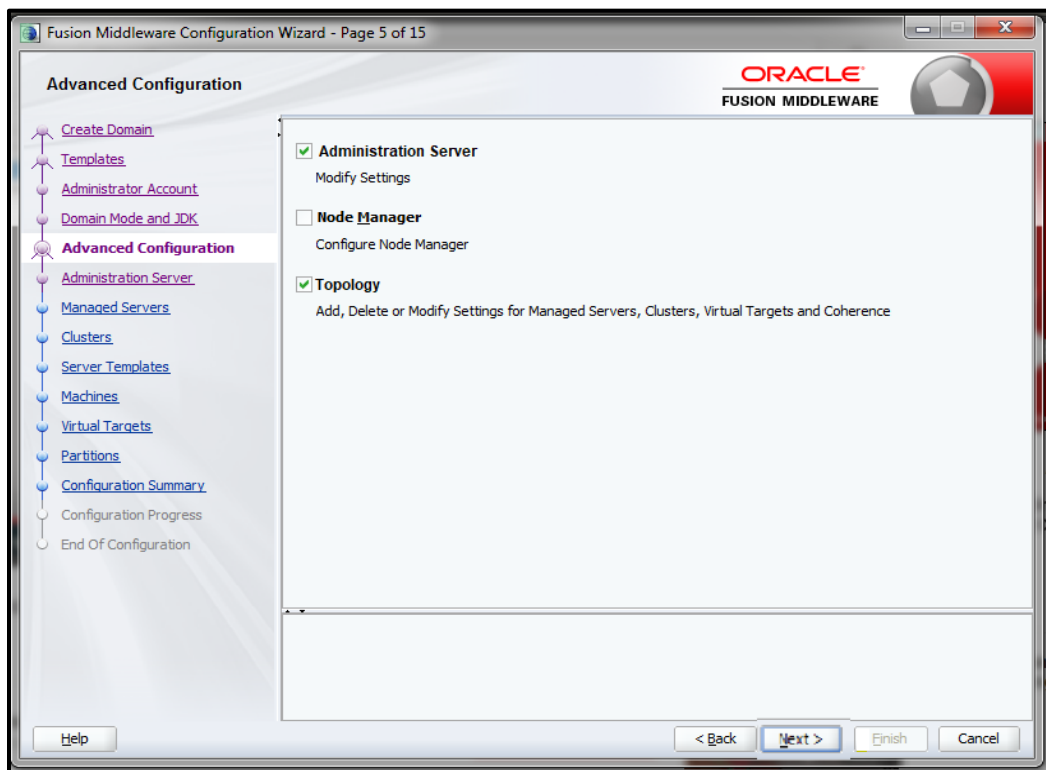 Fusion Middleware Configuration Wizard - Page 5 of 15
Advanced Configuration
ORACLE
FUSION MIDDLEWARE
Create Domain
Templates
Administrator Account
Domain Mode and JDK
Advanced Configuration
Administration Server
Managed Servers
Clusters
Server Templates
Machines
Virtual Targets
Partitions
Configuration Summary
Configuration Progress
End Of Configuration
Administration Server
Modify Settings
Node Manager
Configure Node Manager
Topology
Add, Delete or Modify Settings for Managed Servers, Clusters, Virtual Targets and Coherence
Help
< Back
Next >
Finish
Cancel